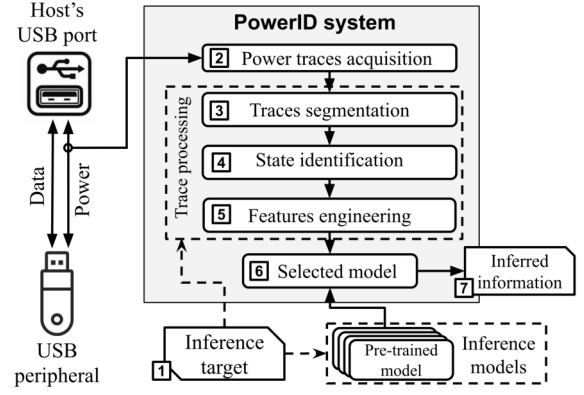 Host's
USB port
PowerID system
2 Power traces acquisition
Trace processing
3 Traces segmentation
4 State identification
5 Features engineering
6 Selected model
Inferred
information
7
Data
Power
USB
peripheral
1
Inference
target
Pre-trained
model
Inference
models